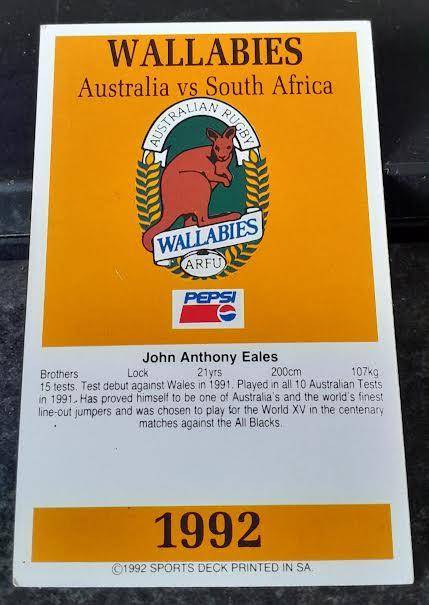 WALLABIES
Australia vs South Africa
AUSTRALIAN RUGBY
WALLABIES
ARFU
PEPSI
John Anthony Eales
Brothers Lock 21yrs 200cm 107kg
15 tests. Test debut against Wales in 1991. Played in all 10 Australian Tests
in 1991. Has proved himself to be one of Australia's and the world's finest
line-out jumpers and was chosen to play for the World XV in the centenary
matches against the All Blacks.
1992
©1992 SPORTS DECK PRINTED IN SA.